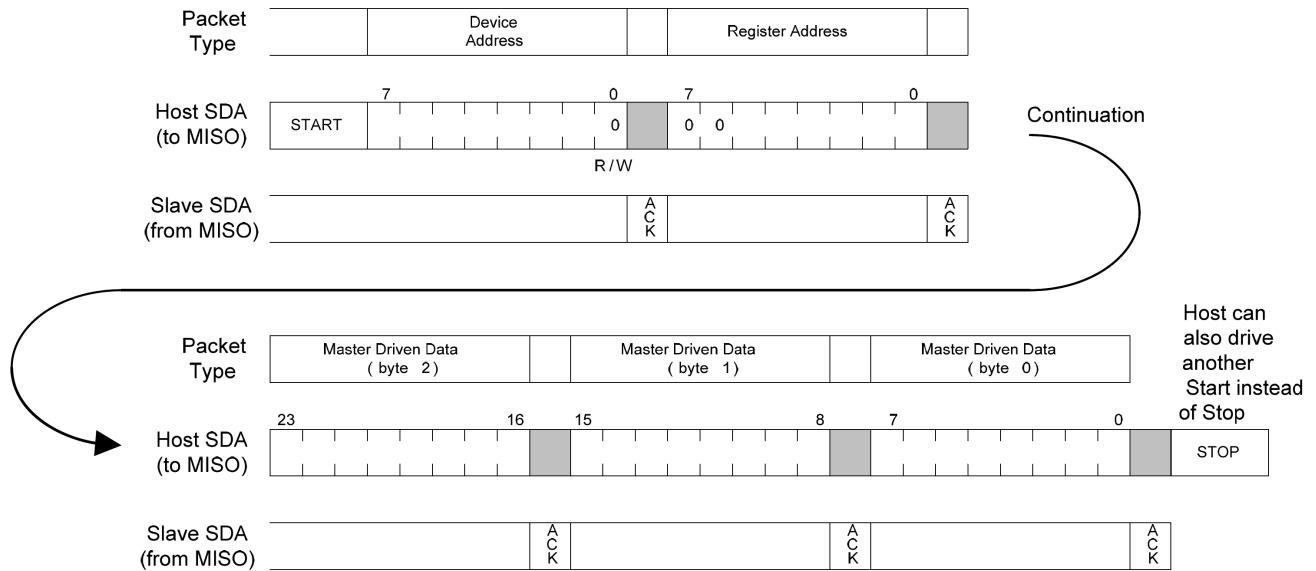 Packet
Type
Device
Address
Register Address
7 0 7 0
Host SDA
(to MISO)
START
0 0 0
R / W
Continuation
Slave SDA
(from MISO)
A
C
K
A
C
K
Host can
also drive
another
Start instead
of Stop
Packet
Type
Master Driven Data
( byte 2)
Master Driven Data
( byte 1)
Master Driven Data
( byte 0)
23 16 15 8 7 0
Host SDA
(to MISO)
STOP
Slave SDA
(from MISO)
A
C
K
A
C
K
A
C
K